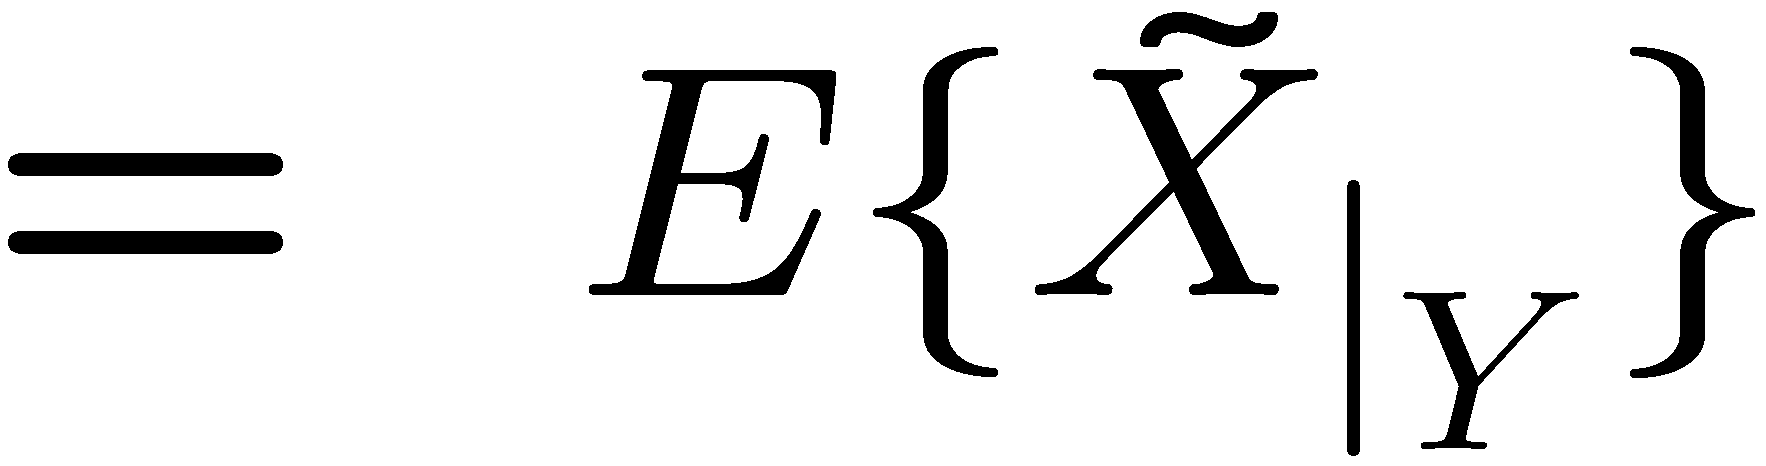 = E{X̃|Y}